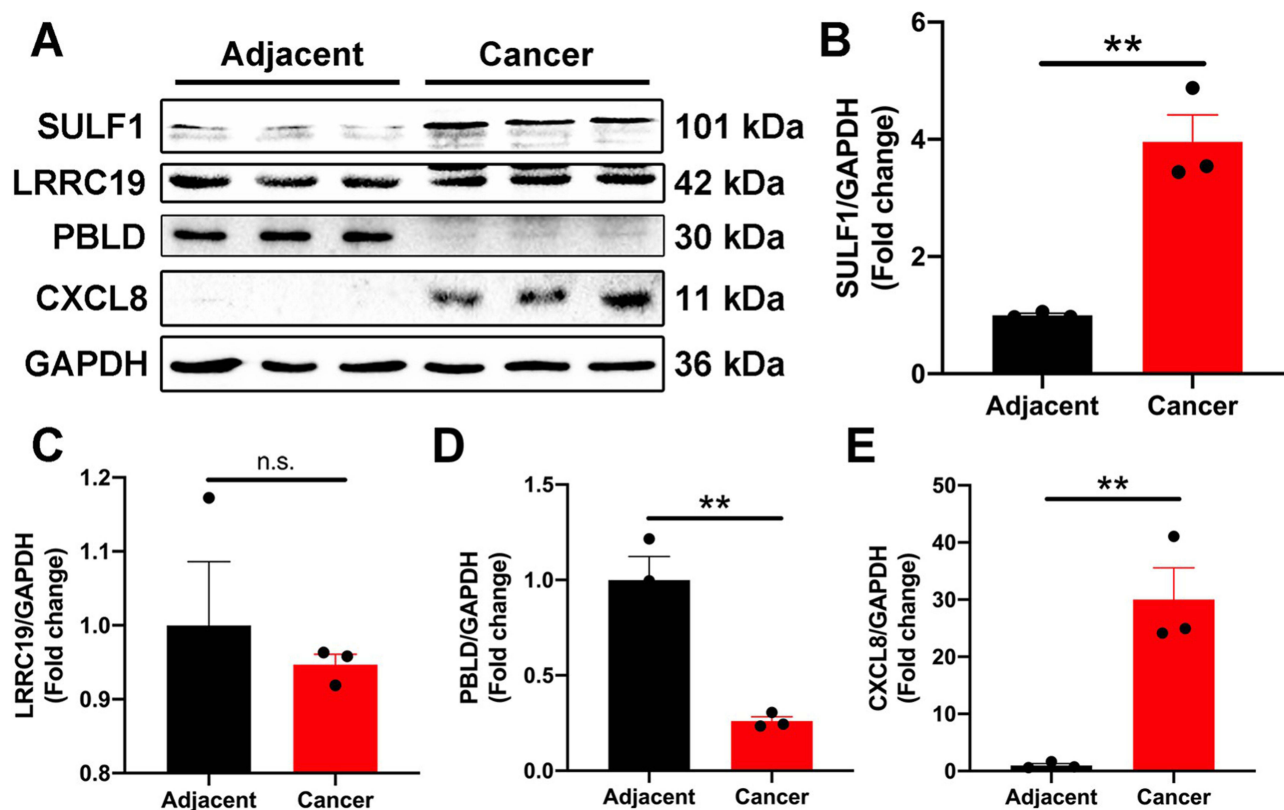 A
Adjacent Cancer
SULF1 101 kDa
LRRC19 42 kDa
PBLD 30 kDa
CXCL8 11 kDa
GAPDH 36 kDa
B
SULF1/GAPDH
(Fold change)
6
4
2
0
**
Adjacent Cancer
C
LRRC19/GAPDH
(Fold change)
1.2
1.1
1.0
0.9
0.8
n.s.
Adjacent Cancer
D
PBLD/GAPDH
(Fold change)
1.5
1.0
0.5
0.0
**
Adjacent Cancer
E
CXCL8/GAPDH
(Fold change)
50
40
30
20
10
0
**
Adjacent Cancer